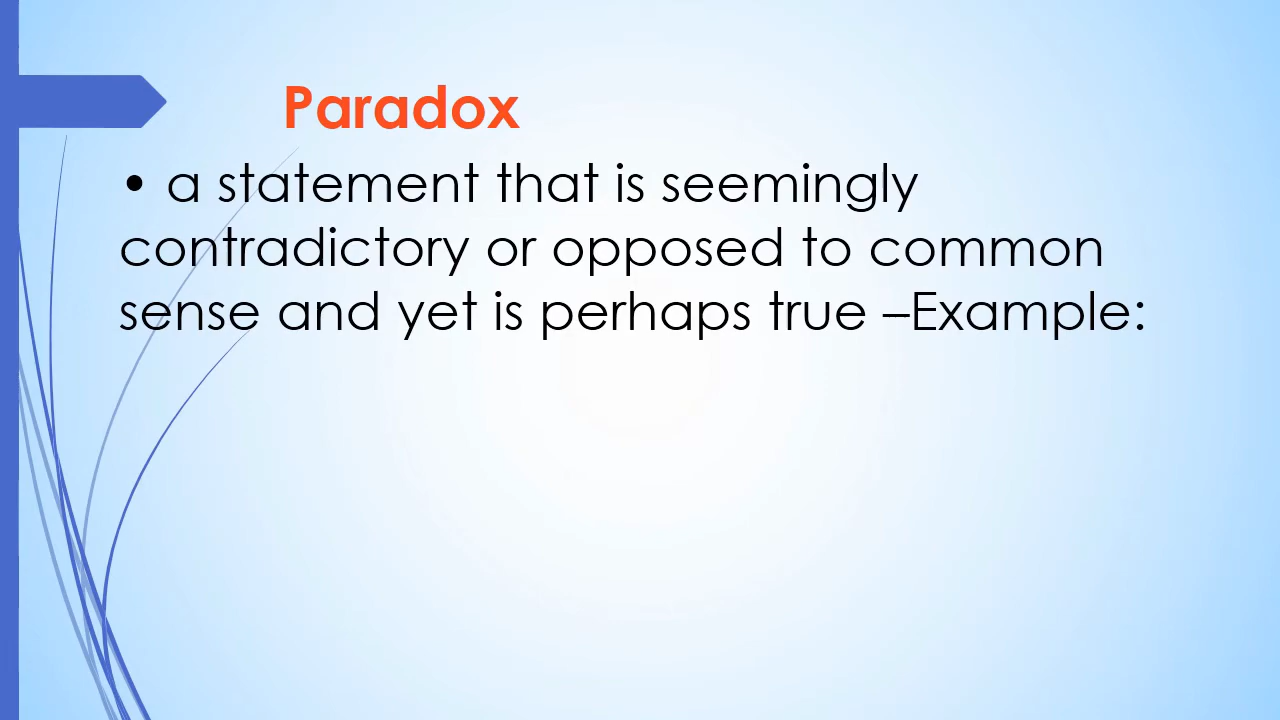 Paradox
• a statement that is seemingly
contradictory or opposed to common
sense and yet is perhaps true –Example: